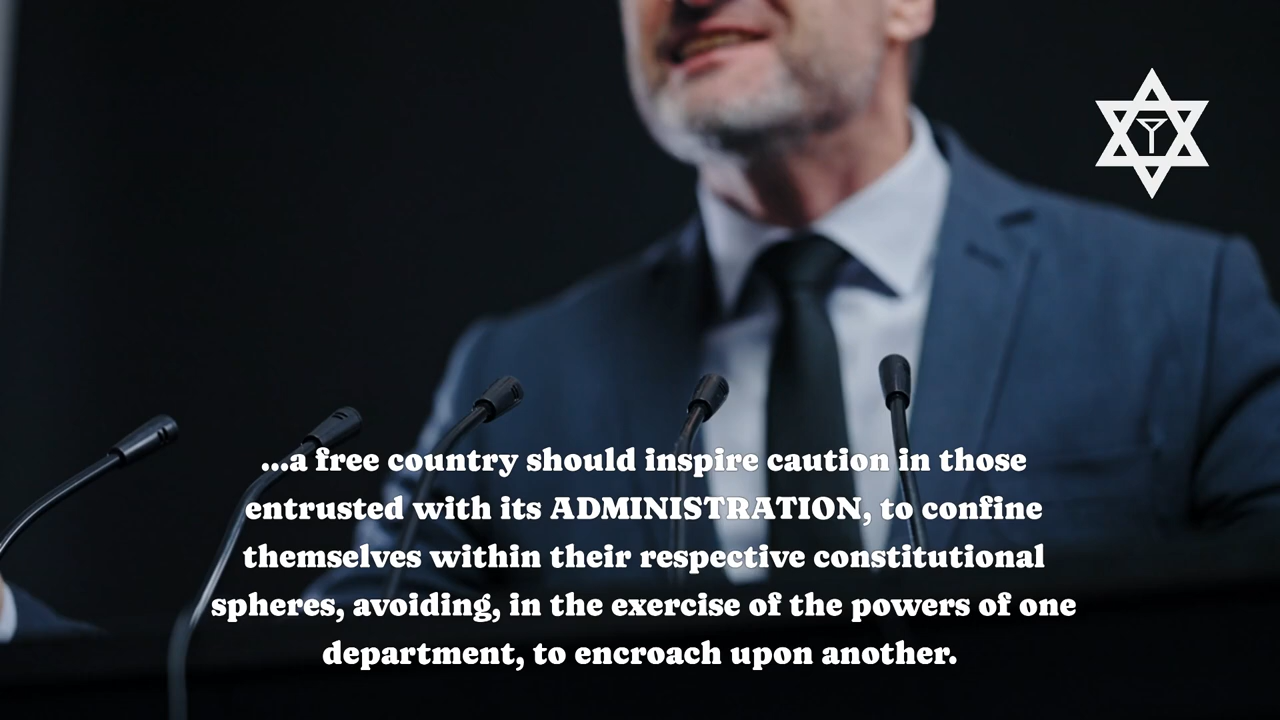 ...a free country should inspire caution in those
entrusted with its ADMINISTRATION, to confine
themselves within their respective constitutional
spheres, avoiding, in the exercise of the powers of one
department, to encroach upon another.